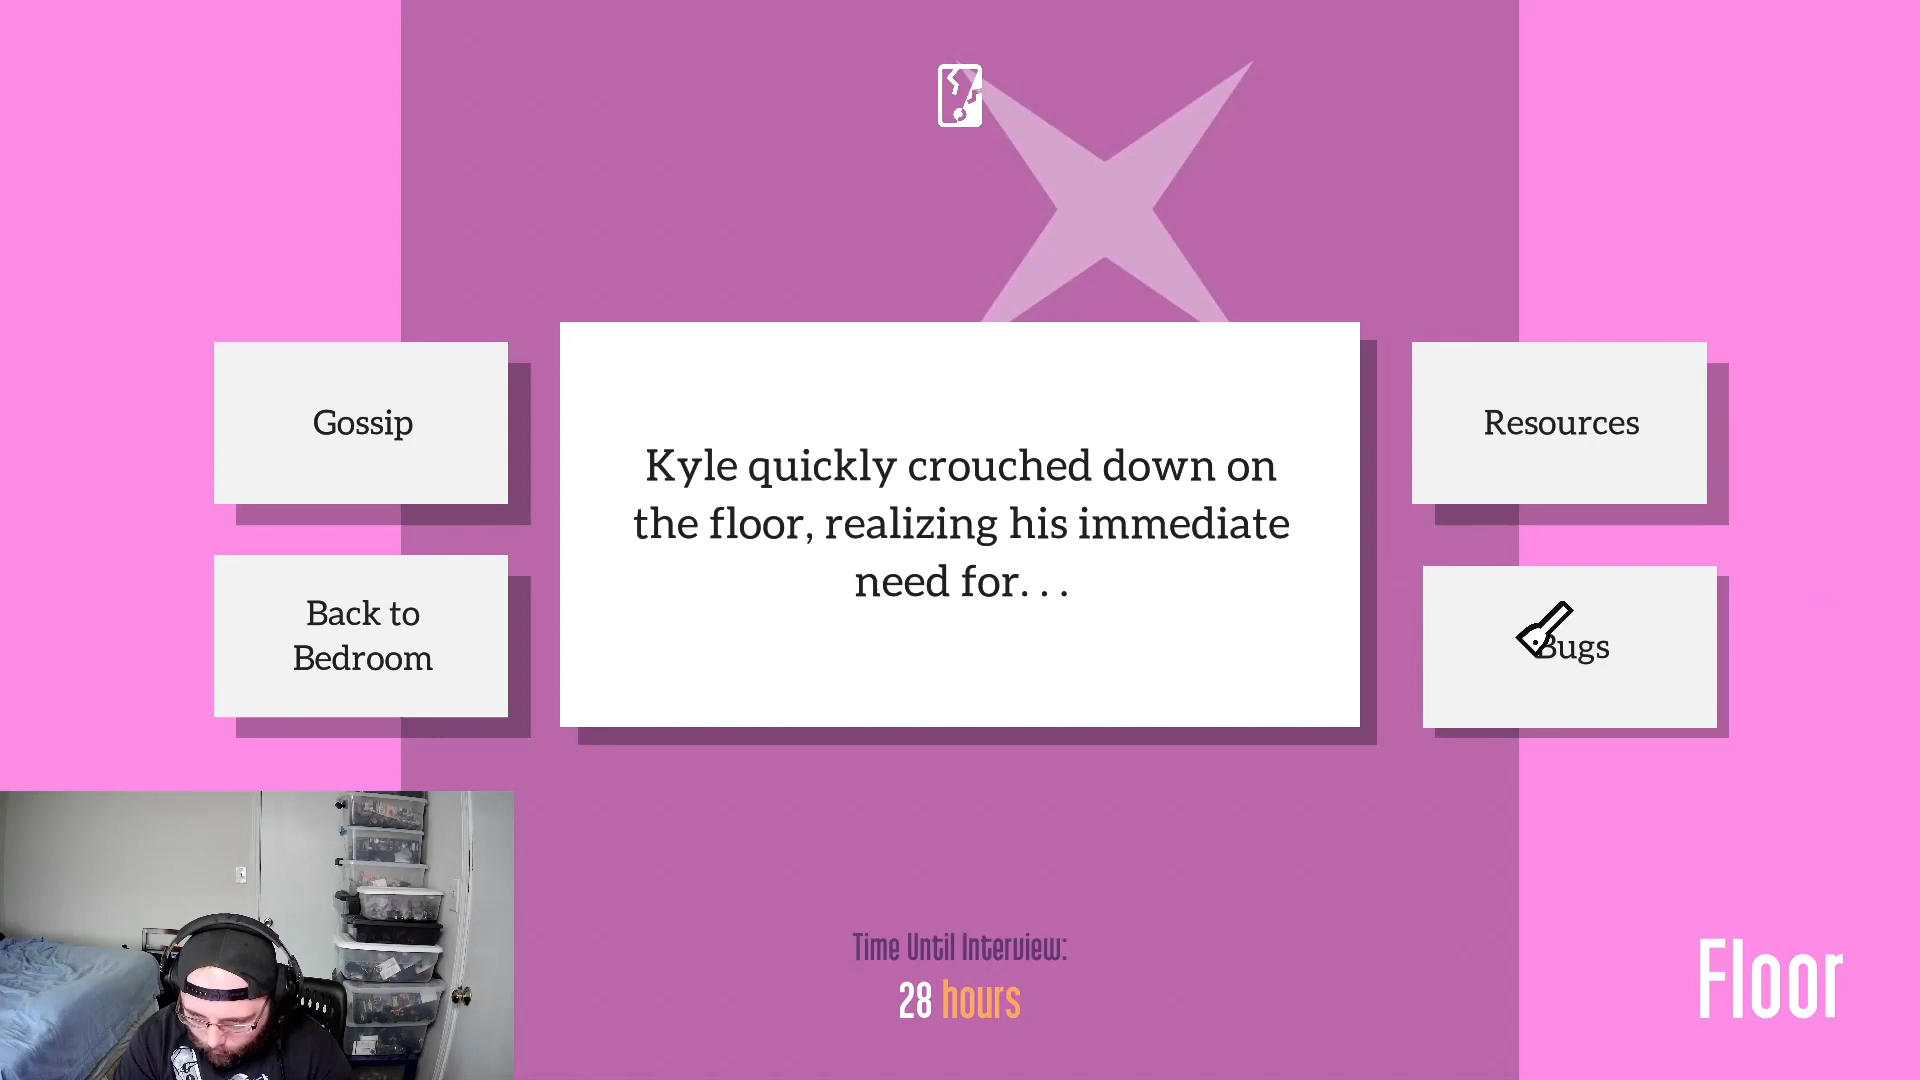 Gossip
Back to
Bedroom
Kyle quickly crouched down on
the floor, realizing his immediate
need for. . .
Resources
Bugs
Time Until Interview:
28 hours
Floor